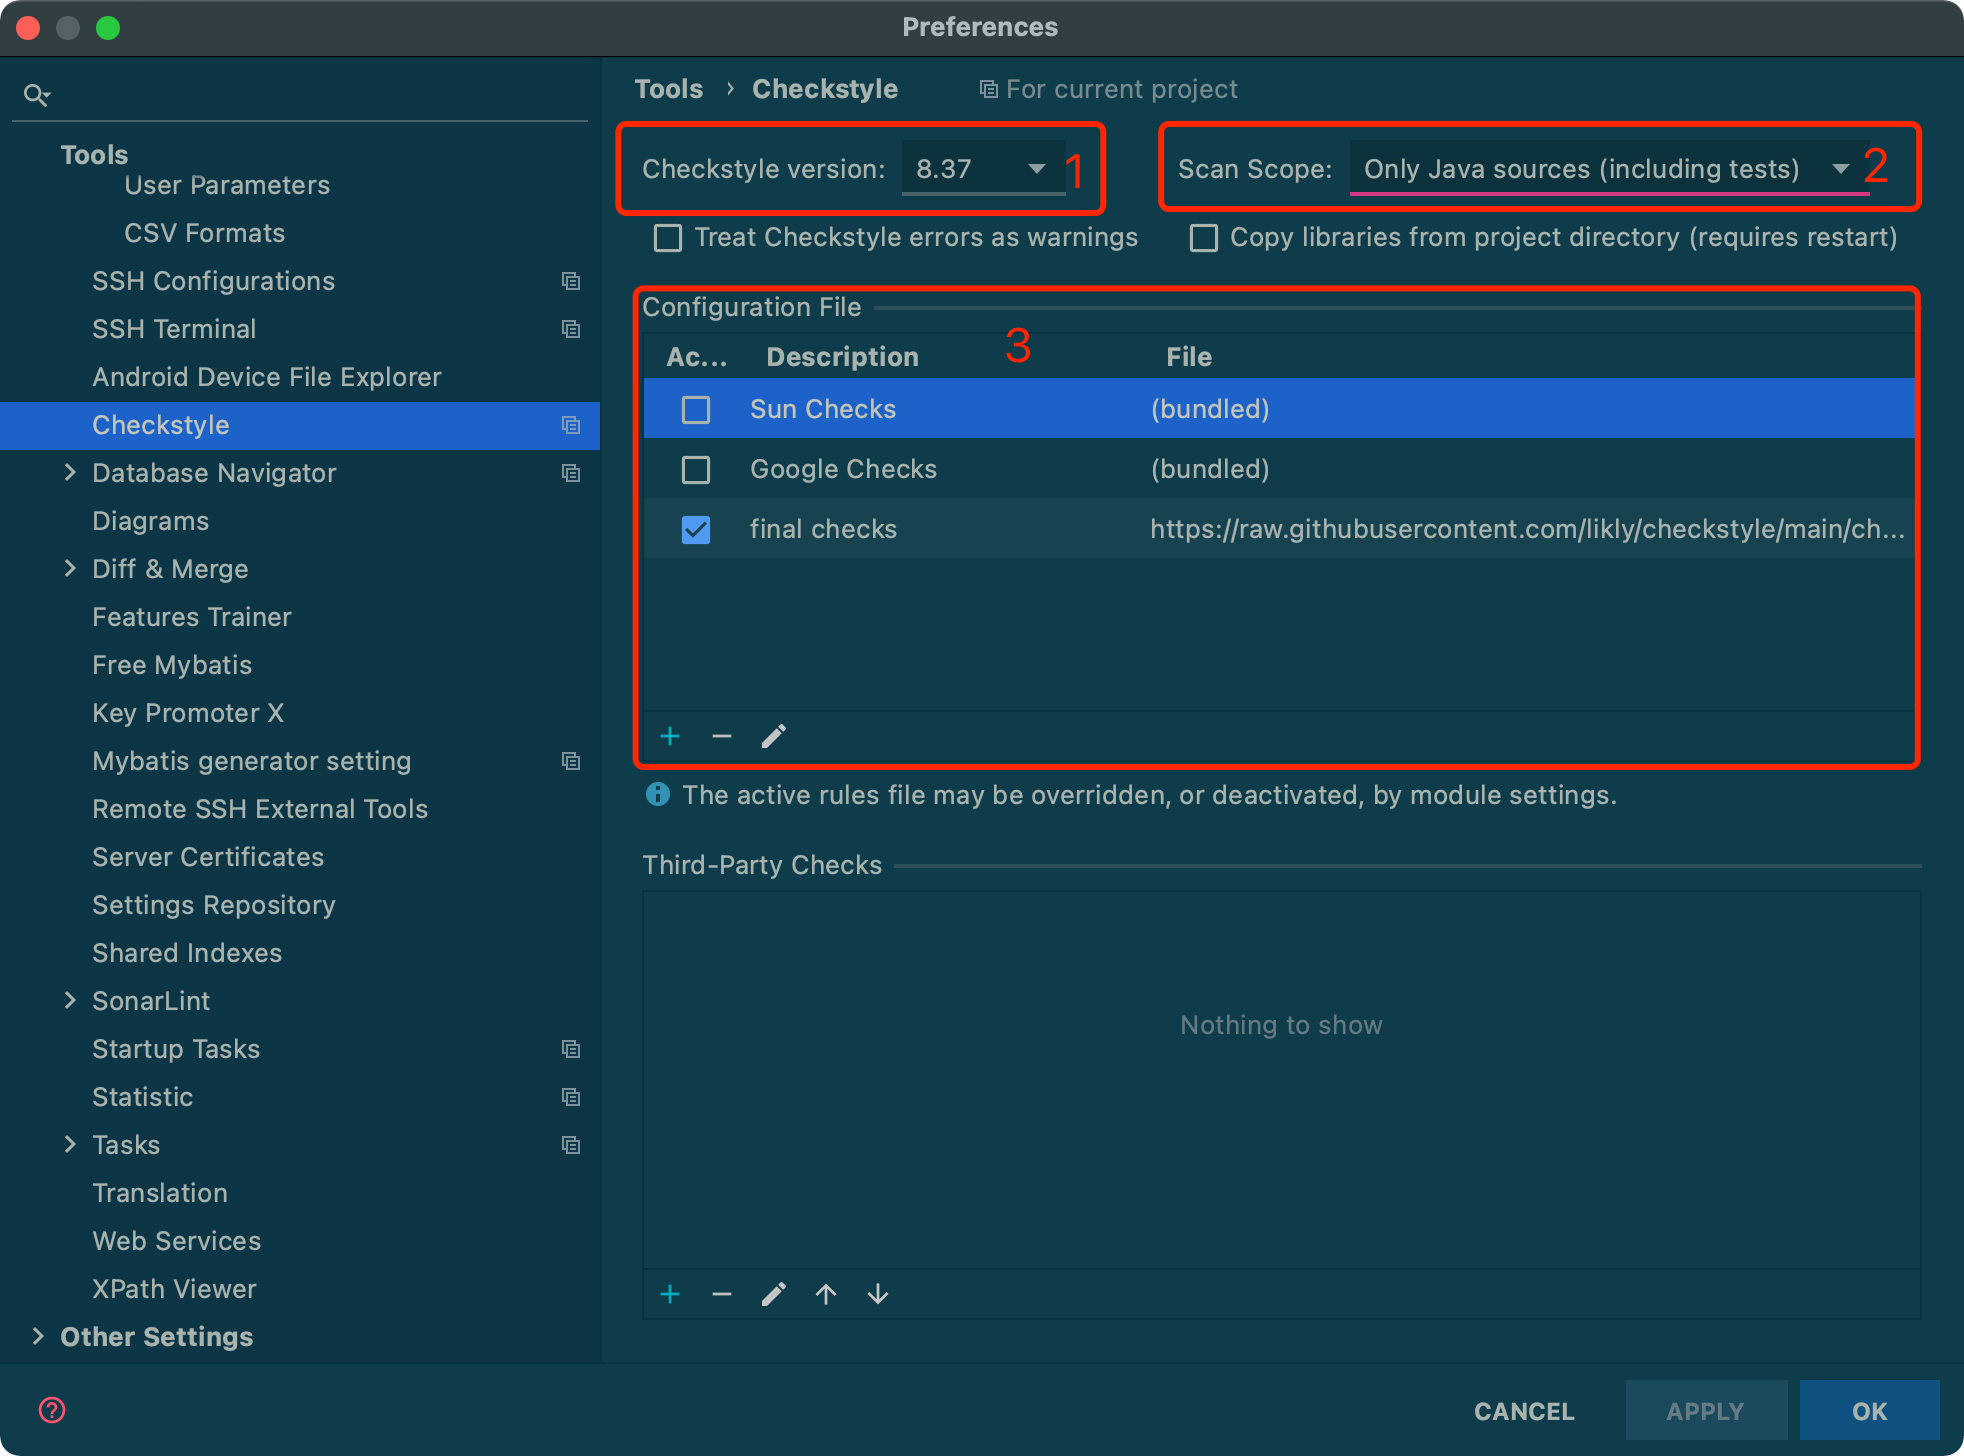 Preferences
Tools
User Parameters
CSV Formats
SSH Configurations
SSH Terminal
Android Device File Explorer
Checkstyle
Database Navigator
Diagrams
Diff & Merge
Features Trainer
Free Mybatis
Key Promoter X
Mybatis generator setting
Remote SSH External Tools
Server Certificates
Settings Repository
Shared Indexes
SonarLint
Startup Tasks
Statistic
Tasks
Translation
Web Services
XPath Viewer
Other Settings
Tools › Checkstyle For current project
Checkstyle version: 8.37 1 Scan Scope: Only Java sources (including tests) 2
Treat Checkstyle errors as warnings Copy libraries from project directory (requires restart)
Configuration File
Ac... Description 3 File
Sun Checks (bundled)
Google Checks (bundled)
final checks https://raw.githubusercontent.com/likly/checkstyle/main/ch...
The active rules file may be overridden, or deactivated, by module settings.
Third-Party Checks
Nothing to show
? CANCEL APPLY OK